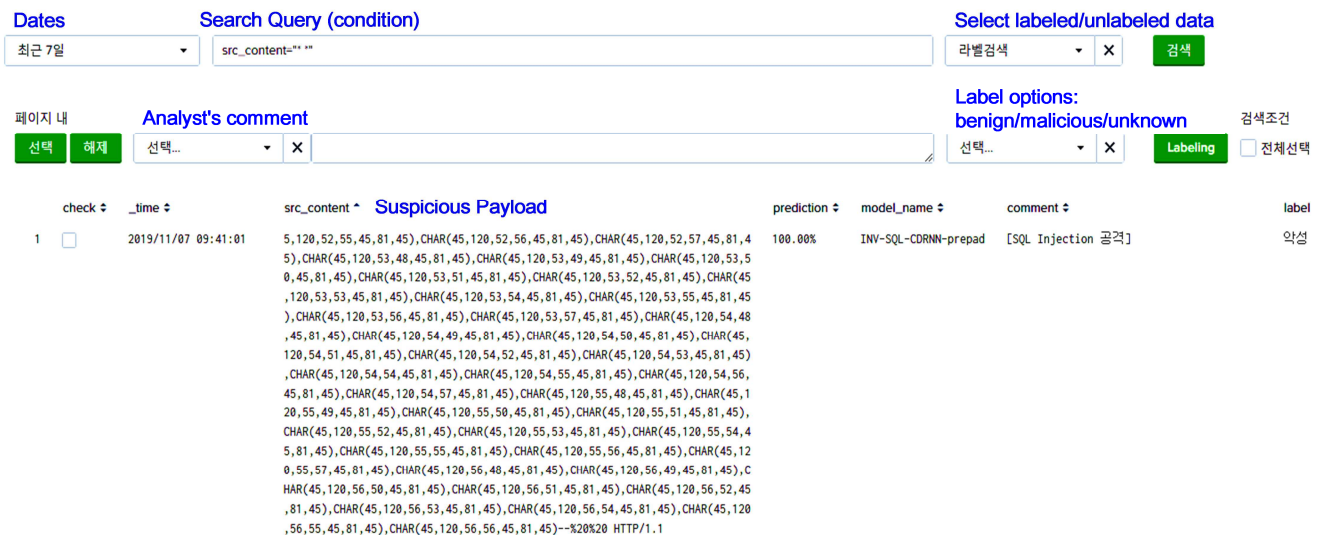 Dates Search Query (condition) Select labeled/unlabeled data
최근 7일 src_content="* *" 라벨검색 검색
Label options:
페이지 내 Analyst's comment benign/malicious/unknown 검색조건
선택 해제 선택... 선택... Labeling 전체선택
check _time src_content Suspicious Payload prediction model_name comment label
1 2019/11/07 09:41:01 5,120,52,55,45,81,45),CHAR(45,120,52,56,45,81,45),CHAR(45,120,52,57,45,81,4 100.00% INV-SQL-CDRNN-prepad [SQL Injection 공격] 악성
5),CHAR(45,120,53,48,45,81,45),CHAR(45,120,53,49,45,81,45),CHAR(45,120,53,5
0,45,81,45),CHAR(45,120,53,51,45,81,45),CHAR(45,120,53,52,45,81,45),CHAR(45
,120,53,53,45,81,45),CHAR(45,120,53,54,45,81,45),CHAR(45,120,53,55,45,81,45
),CHAR(45,120,53,56,45,81,45),CHAR(45,120,53,57,45,81,45),CHAR(45,120,54,48
,45,81,45),CHAR(45,120,54,49,45,81,45),CHAR(45,120,54,50,45,81,45),CHAR(45,
120,54,51,45,81,45),CHAR(45,120,54,52,45,81,45),CHAR(45,120,54,53,45,81,45)
,CHAR(45,120,54,54,45,81,45),CHAR(45,120,54,55,45,81,45),CHAR(45,120,54,56,
45,81,45),CHAR(45,120,54,57,45,81,45),CHAR(45,120,55,48,45,81,45),CHAR(45,1
20,55,49,45,81,45),CHAR(45,120,55,50,45,81,45),CHAR(45,120,55,51,45,81,45),
CHAR(45,120,55,52,45,81,45),CHAR(45,120,55,53,45,81,45),CHAR(45,120,55,54,4
5,81,45),CHAR(45,120,55,55,45,81,45),CHAR(45,120,55,56,45,81,45),CHAR(45,12
0,55,57,45,81,45),CHAR(45,120,56,48,45,81,45),CHAR(45,120,56,49,45,81,45),C
HAR(45,120,56,50,45,81,45),CHAR(45,120,56,51,45,81,45),CHAR(45,120,56,52,45
,81,45),CHAR(45,120,56,53,45,81,45),CHAR(45,120,56,54,45,81,45),CHAR(45,120
,56,55,45,81,45),CHAR(45,120,56,56,45,81,45)--%20%20 HTTP/1.1